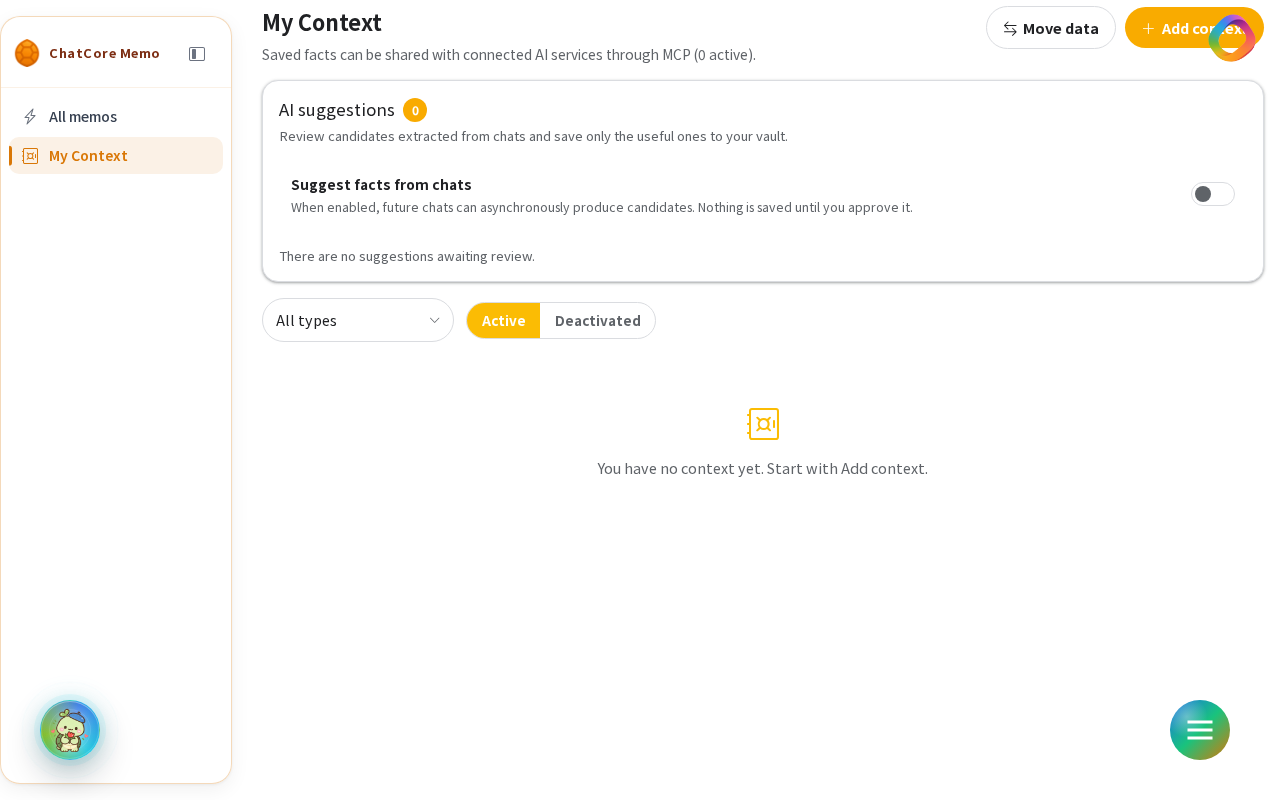 ChatCore Memo
All memos
My Context
My Context
Saved facts can be shared with connected AI services through MCP (0 active).
Move data
Add context
AI suggestions 0
Review candidates extracted from chats and save only the useful ones to your vault.
Suggest facts from chats
When enabled, future chats can asynchronously produce candidates. Nothing is saved until you approve it.
There are no suggestions awaiting review.
All types
Active
Deactivated
You have no context yet. Start with Add context.